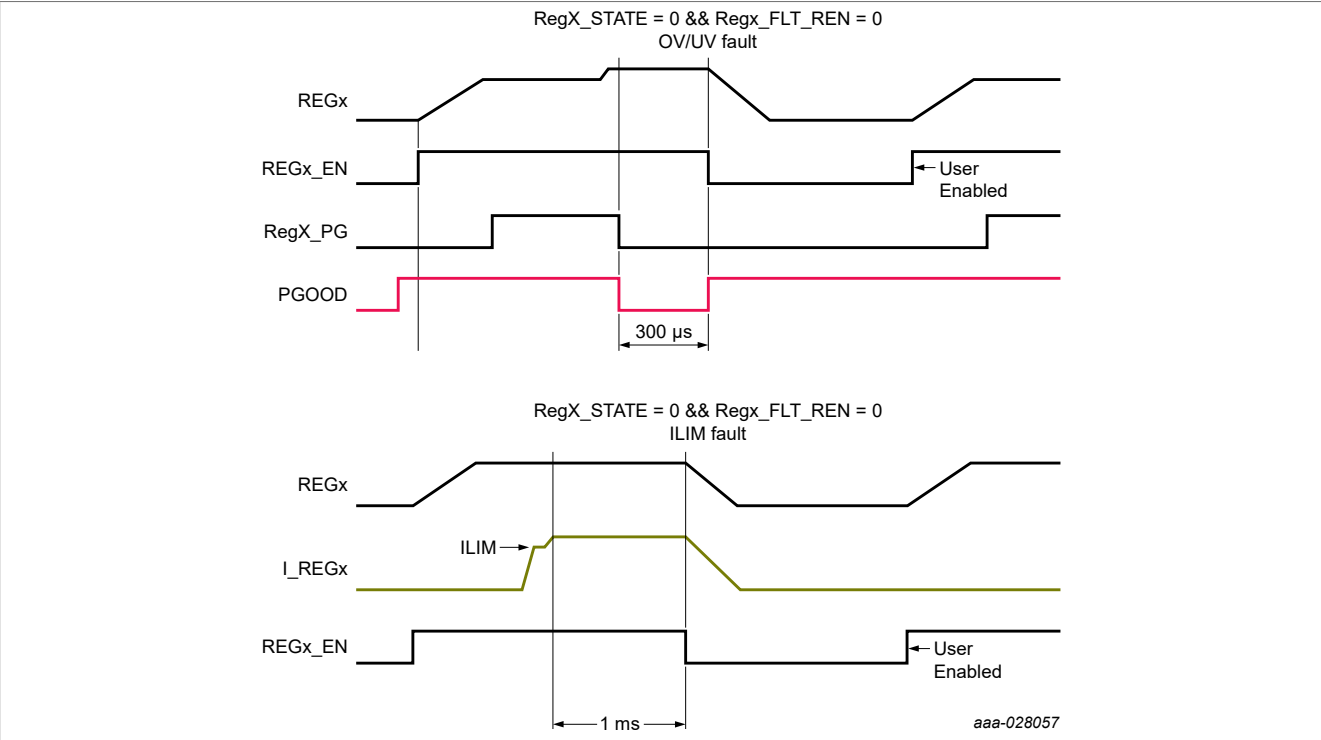 RegX_STATE = 0 && Regx_FLT_REN = 0
OV/UV fault
REGx
REGx_EN
User
Enabled
RegX_PG
PGOOD
300 µs
RegX_STATE = 0 && Regx_FLT_REN = 0
ILIM fault
REGx
ILIM
I_REGx
REGx_EN
User
Enabled
1 ms
aaa-028057